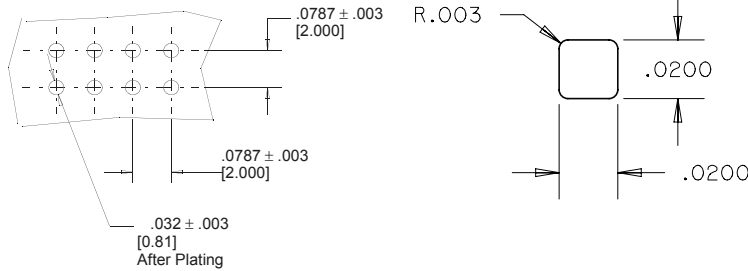 .0787 ± .003
[2.000]
.0787 ± .003
[2.000]
.032 ± .003
[0.81]
After Plating
R.003
.0200
.0200